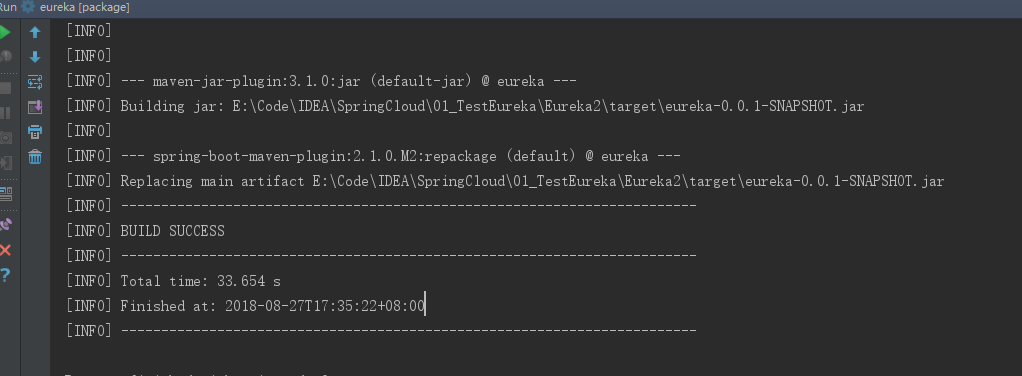 Run eureka [package]
[INFO]
[INFO]
[INFO] --- maven-jar-plugin:3.1.0:jar (default-jar) @ eureka ---
[INFO] Building jar: E:\Code\IDEA\SpringCloud\01_TestEureka\Eureka2\target\eureka-0.0.1-SNAPSHOT.jar
[INFO]
[INFO] --- spring-boot-maven-plugin:2.1.0.M2:repackage (default) @ eureka ---
[INFO] Replacing main artifact E:\Code\IDEA\SpringCloud\01_TestEureka\Eureka2\target\eureka-0.0.1-SNAPSHOT.jar
[INFO] ------------------------------------------------------------------------
[INFO] BUILD SUCCESS
[INFO] ------------------------------------------------------------------------
[INFO] Total time: 33.654 s
[INFO] Finished at: 2018-08-27T17:35:22+08:00
[INFO] ------------------------------------------------------------------------